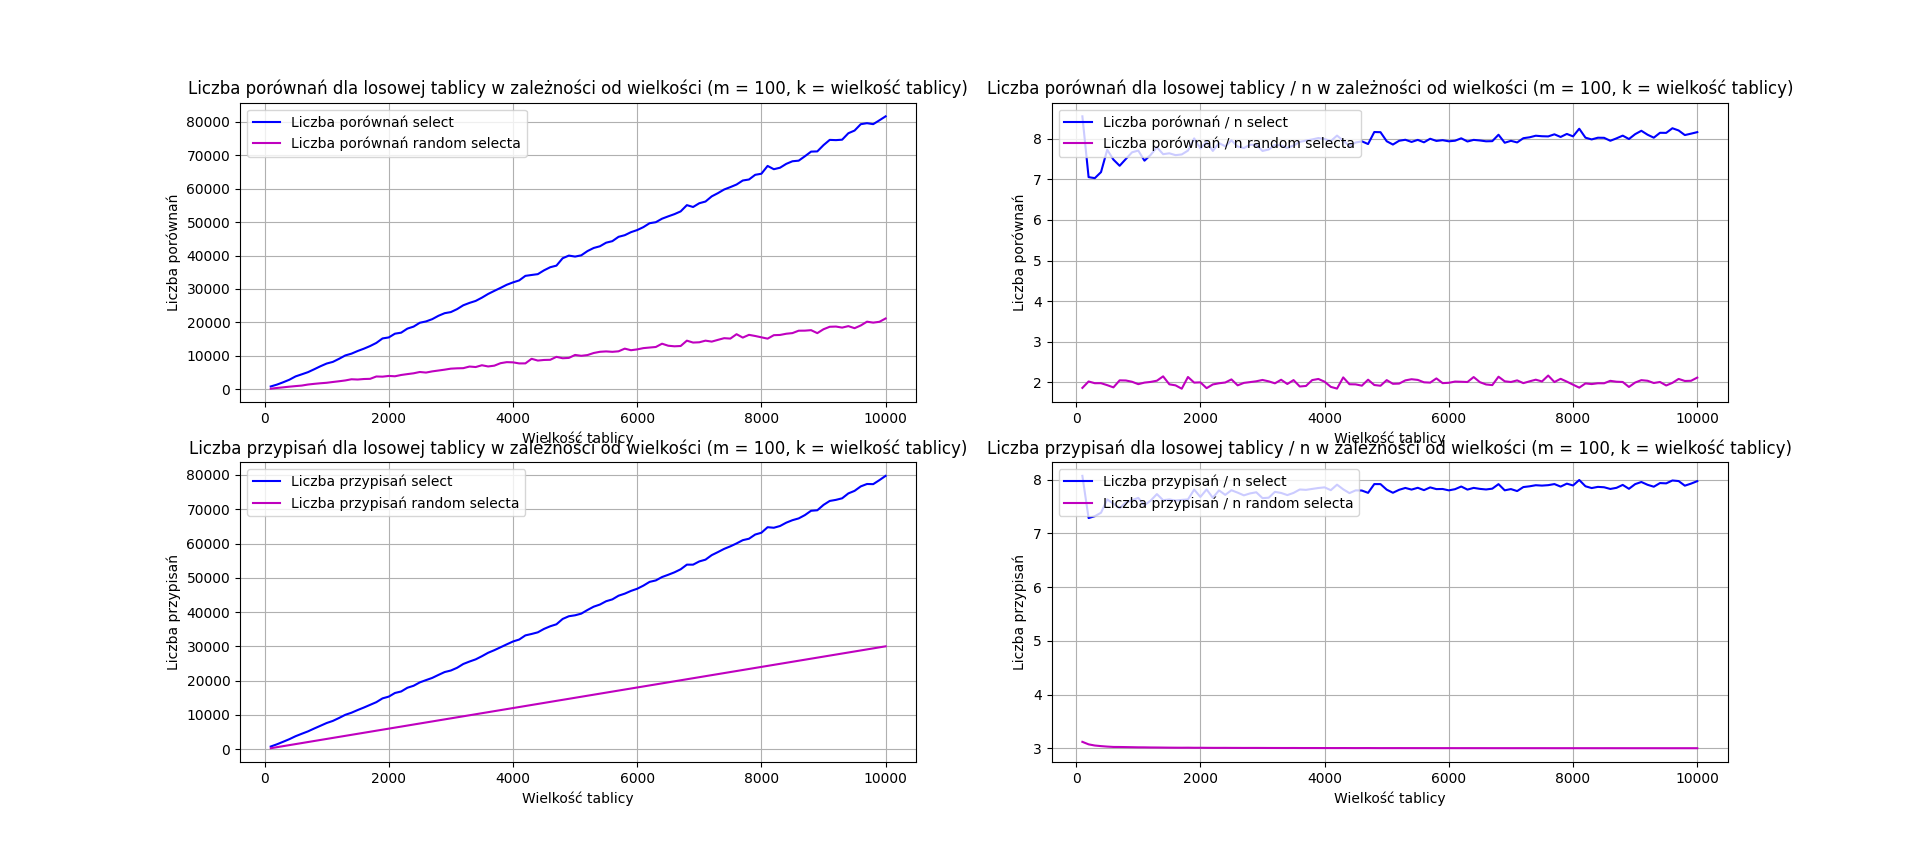 Liczba porównań dla losowej tablicy w zależności od wielkości (m = 100, k = wielkość tablicy)
Liczba porównań select
Liczba porównań random selecta
80000
70000
60000
50000
40000
30000
20000
10000
0
Liczba porównań
0 2000 4000 6000 8000 10000
Wielkość tablicy
Liczba porównań dla losowej tablicy / n w zależności od wielkości (m = 100, k = wielkość tablicy)
Liczba porównań / n select
Liczba porównań / n random selecta
8
7
6
5
4
3
2
Liczba porównań
0 2000 4000 6000 8000 10000
Wielkość tablicy
Liczba przypisań dla losowej tablicy w zależności od wielkości (m = 100, k = wielkość tablicy)
Liczba przypisań select
Liczba przypisań random selecta
80000
70000
60000
50000
40000
30000
20000
10000
0
Liczba przypisań
0 2000 4000 6000 8000 10000
Wielkość tablicy
Liczba przypisań dla losowej tablicy / n w zależności od wielkości (m = 100, k = wielkość tablicy)
Liczba przypisań / n select
Liczba przypisań / n random selecta
8
7
6
5
4
3
Liczba przypisań
0 2000 4000 6000 8000 10000
Wielkość tablicy